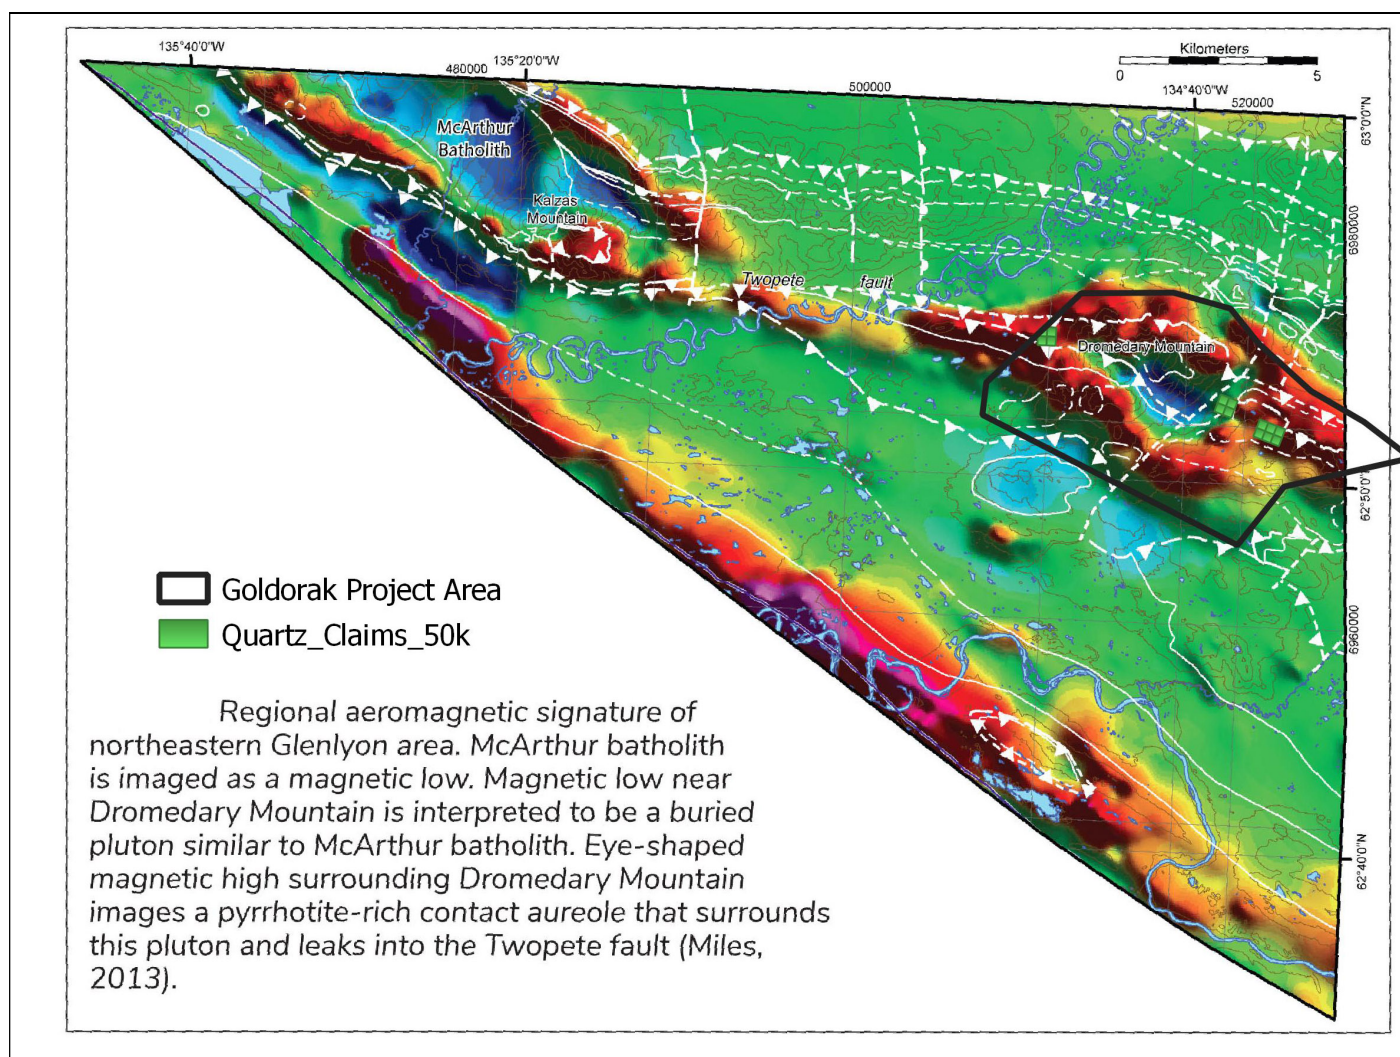 135°40'0"W
480000
135°20'0"W
500000
Kilometers
0 5
134°40'0"W
520000
63°0'0"N
McArthur
Batholith
Kalzas
Mountain
6980000
Twopete fault
Dromedary Mountain
62°50'0"
6960000
62°40'0"N
Goldorak Project Area
Quartz_Claims_50k
Regional aeromagnetic signature of
northeastern Glenlyon area. McArthur batholith
is imaged as a magnetic low. Magnetic low near
Dromedary Mountain is interpreted to be a buried
pluton similar to McArthur batholith. Eye-shaped
magnetic high surrounding Dromedary Mountain
images a pyrrhotite-rich contact aureole that surrounds
this pluton and leaks into the Twopete fault (Miles,
2013).